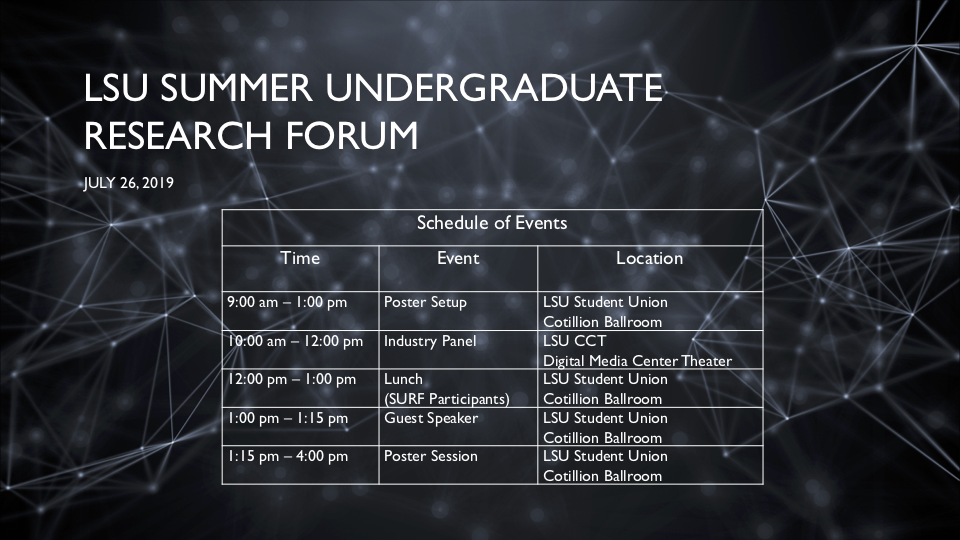 LSU SUMMER UNDERGRADUATE
RESEARCH FORUM
JULY 26, 2019
Schedule of Events
Time Event Location
9:00 am – 1:00 pm Poster Setup LSU Student Union
Cotillion Ballroom
10:00 am – 12:00 pm Industry Panel LSU CCT
Digital Media Center Theater
12:00 pm – 1:00 pm Lunch LSU Student Union
(SURF Participants) Cotillion Ballroom
1:00 pm – 1:15 pm Guest Speaker LSU Student Union
Cotillion Ballroom
1:15 pm – 4:00 pm Poster Session LSU Student Union
Cotillion Ballroom